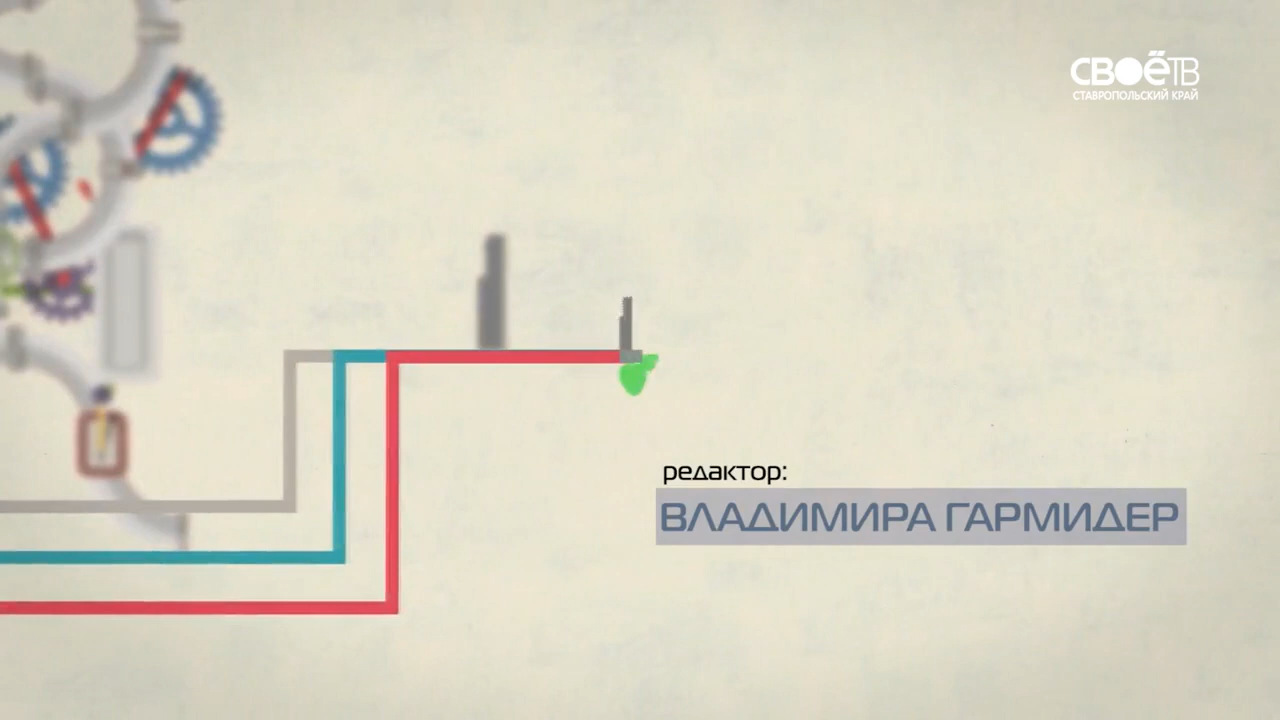 СВОЁТВ
СТАВРОПОЛЬСКИЙ КРАЙ
редактор:
ВЛАДИМИРА ГАРМИДЕР